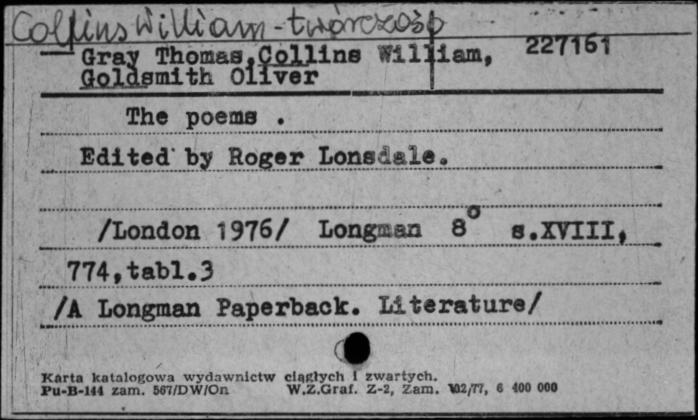 Collins William - twórczość
Gray Thomas, Collins William, 227161
Goldsmith Oliver
The poems .
Edited by Roger Lonsdale.
/London 1976/ Longman 8° s.XVIII,
774,tabl.3
/A Longman Paperback. Literature/
Karta katalogowa wydawnictw ciągłych i zwartych.
Pu-B-144 zam. 567/DW/On W.Z.Graf. Z-2, Zam. 102/77, 6 400 000